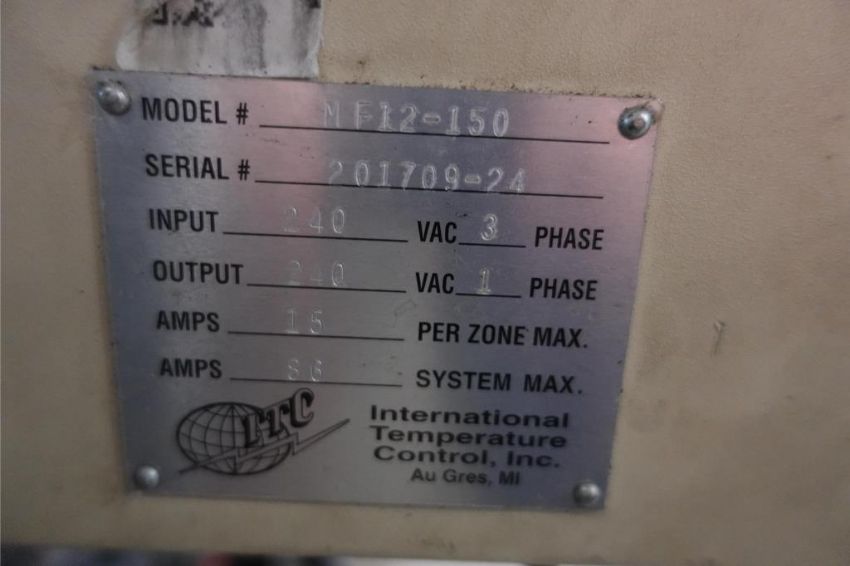 MODEL # MF12-150
SERIAL # 201709-24
INPUT 240 VAC 3 PHASE
OUTPUT 240 VAC 1 PHASE
AMPS 15 PER ZONE MAX.
AMPS 86 SYSTEM MAX.
ITC
International
Temperature
Control, Inc.
Au Gres, MI